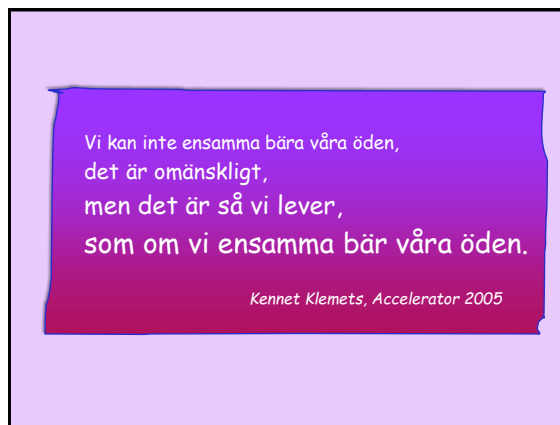 Vi kan inte ensamma bära våra öden,
det är omänskligt,
men det är så vi lever,
som om vi ensamma bär våra öden.
Kennet Klemets, Accelerator 2005